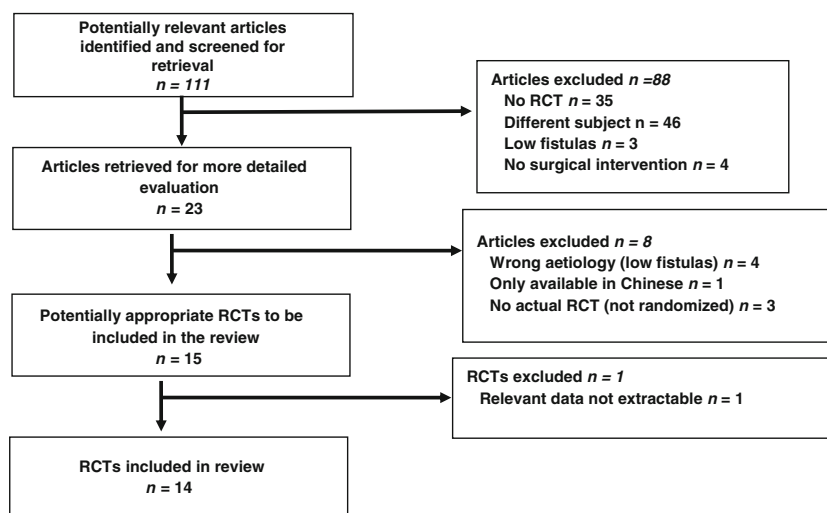 Potentially relevant articles
identified and screened for
retrieval
n = 111
Articles excluded n =88
No RCT n = 35
Different subject n = 46
Low fistulas n = 3
No surgical intervention n = 4
Articles retrieved for more detailed
evaluation
n = 23
Articles excluded n = 8
Wrong aetiology (low fistulas) n = 4
Only available in Chinese n = 1
No actual RCT (not randomized) n = 3
Potentially appropriate RCTs to be
included in the review
n = 15
RCTs excluded n = 1
Relevant data not extractable n = 1
RCTs included in review
n = 14